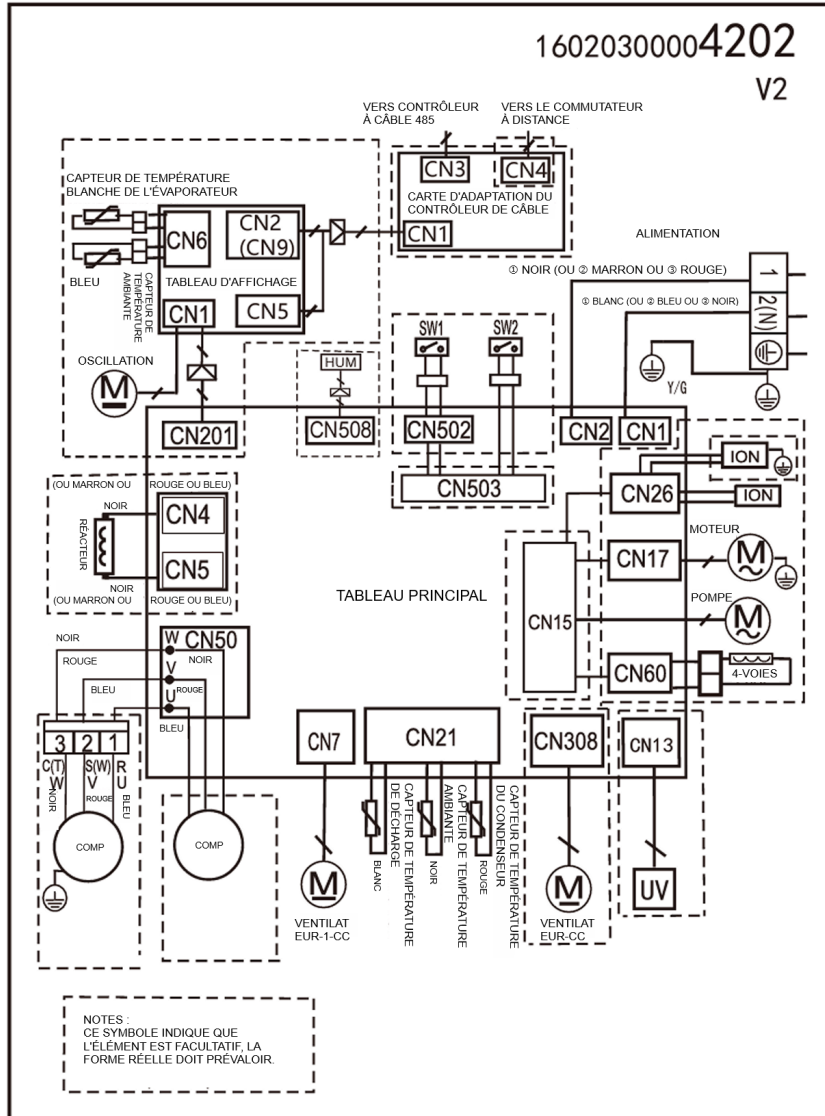 16020300004202
V2
VERS CONTRÔLEUR
À CÂBLE 485
VERS LE COMMUTATEUR
À DISTANCE
CN3
CN4
CARTE D'ADAPTATION DU
CONTRÔLEUR DE CÂBLE
CN1
CAPTEUR DE TEMPÉRATURE
BLANCHE DE L'ÉVAPORATEUR
CN6
CN2
(CN9)
TABLEAU D'AFFICHAGE
CN1
CN5
BLEU
CAPTEUR DE
TEMPÉRATURE
AMBIANTE
OSCILLATION
M
CN201
HUM
CN508
SW1
SW2
CN502
CN503
ALIMENTATION
① NOIR (OU ② MARRON OU ③ ROUGE)
① BLANC (OU ② BLEU OU ③ NOIR)
1
2(N)
Y/G
CN2
CN1
ION
ION
CN26
MOTEUR
CN17
M
POMPE
M
CN15
CN60
4-VOIES
(OU MARRON OU
ROUGE OU BLEU)
NOIR
CN4
RÉACTEUR
CN5
NOIR
(OU MARRON OU
ROUGE OU BLEU)
TABLEAU PRINCIPAL
NOIR
W
CN50
NOIR
ROUGE
V
BLEU
ROUGE
U
BLEU
3
2
1
C(T)
S(W)
R
W
V
U
NOIR
ROUGE
BLEU
COMP
COMP
CN7
CN21
CN308
CN13
CAPTEUR DE TEMPÉRATURE
DE DÉCHARGE
BLANC
CAPTEUR DE TEMPÉRATURE
AMBIANTE
NOIR
CAPTEUR DE TEMPÉRATURE
DU CONDENSEUR
ROUGE
M
VENTILAT
EUR-1-CC
M
VENTILAT
EUR-CC
UV
NOTES :
CE SYMBOLE INDIQUE QUE
L'ÉLÉMENT EST FACULTATIF, LA
FORME RÉELLE DOIT PRÉVALOIR.